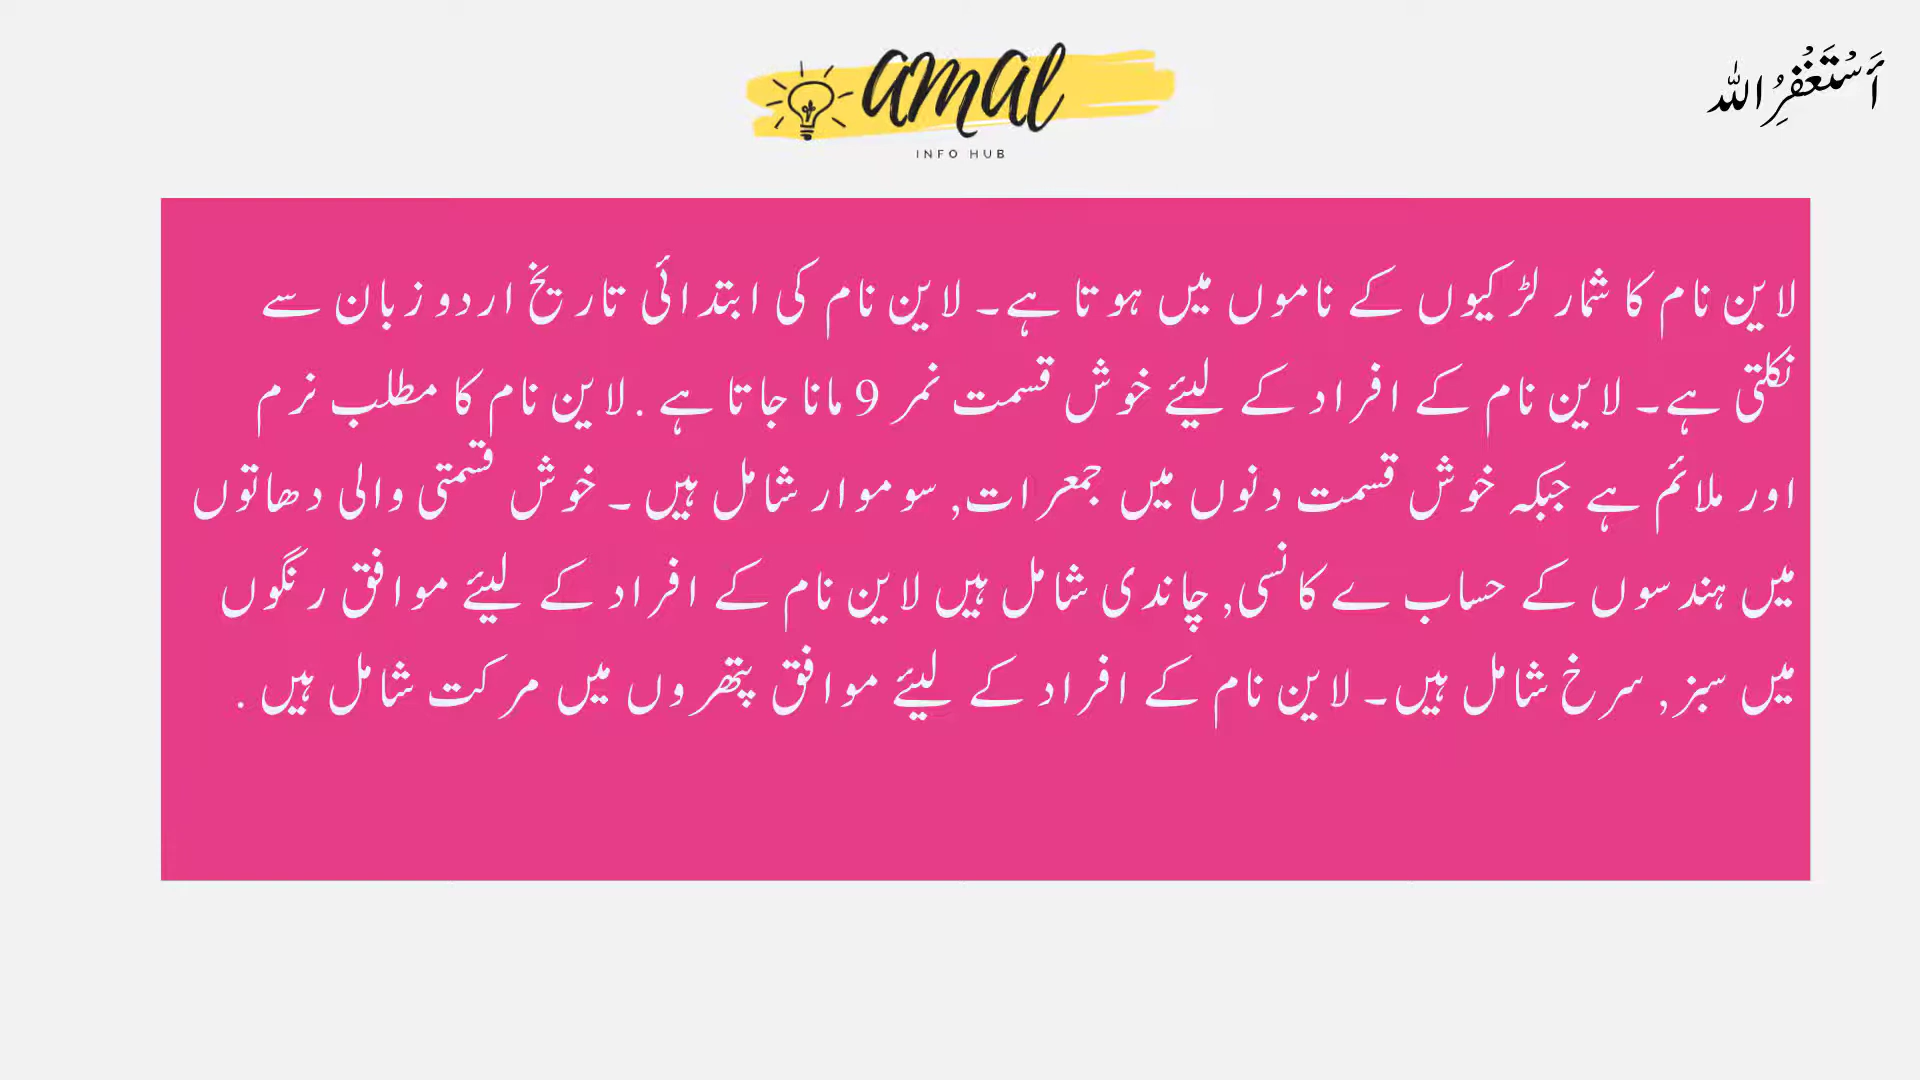 amal
INFO HUB
أَسْتَغْفِرُ اللّٰه
لاین نام کا شمار لڑکیوں کے ناموں میں ہوتا ہے۔ لاین نام کی ابتدائی تاریخ اردو زبان سے
نکلتی ہے۔ لاین نام کے افراد کے لیئے خوش قسمت نمر 9 مانا جاتا ہے .لاین نام کا مطلب نرم
اور ملائم ہے جبکہ خوش قسمت دنوں میں جمعرات, سوموار شامل ہیں۔ خوش قسمتی والی دھاتوں
میں ہندسوں کے حساب ے کانسی, چاندی شامل ہیں لاین نام کے افراد کے لیئے موافق رنگوں
میں سبز, سرخ شامل ہیں۔ لاین نام کے افراد کے لیئے موافق پتھروں میں مرکت شامل ہیں .